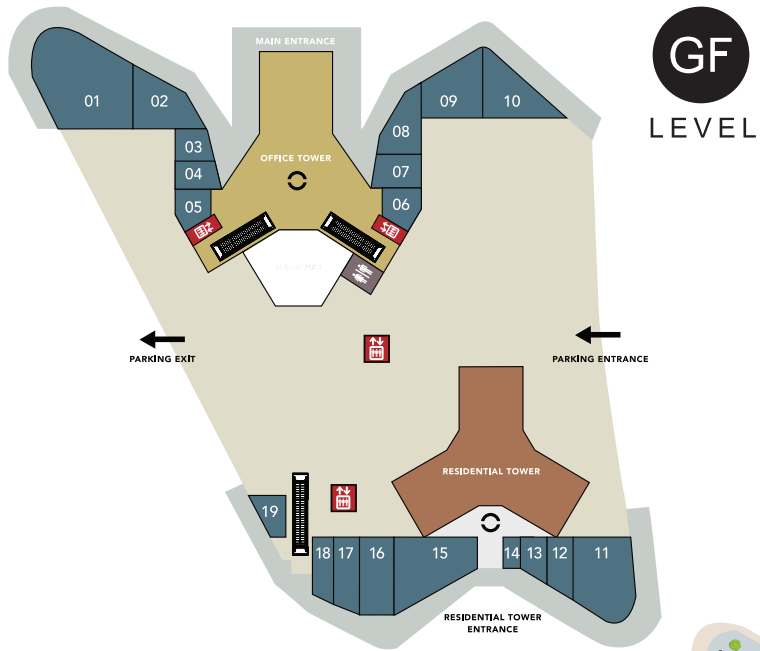 MAIN ENTRANCE
GF
LEVEL
01
02
03
04
05
OFFICE TOWER
09
10
08
07
06
PARKING EXIT
PARKING ENTRANCE
RESIDENTIAL TOWER
19
18
17
16
15
14
13
12
11
RESIDENTIAL TOWER
ENTRANCE